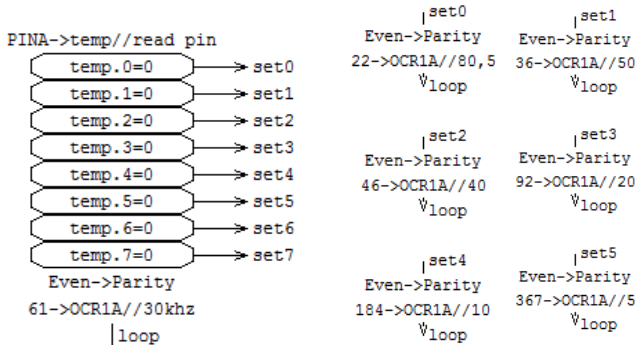 PINA->temp//read pin
temp.0=0 set0
temp.1=0 set1
temp.2=0 set2
temp.3=0 set3
temp.4=0 set4
temp.5=0 set5
temp.6=0 set6
temp.7=0 set7
Even->Parity
61->OCR1A//30khz
loop
set0
Even->Parity
22->OCR1A//80,5
loop
set1
Even->Parity
36->OCR1A//50
loop
set2
Even->Parity
46->OCR1A//40
loop
set3
Even->Parity
92->OCR1A//20
loop
set4
Even->Parity
184->OCR1A//10
loop
set5
Even->Parity
367->OCR1A//5
loop